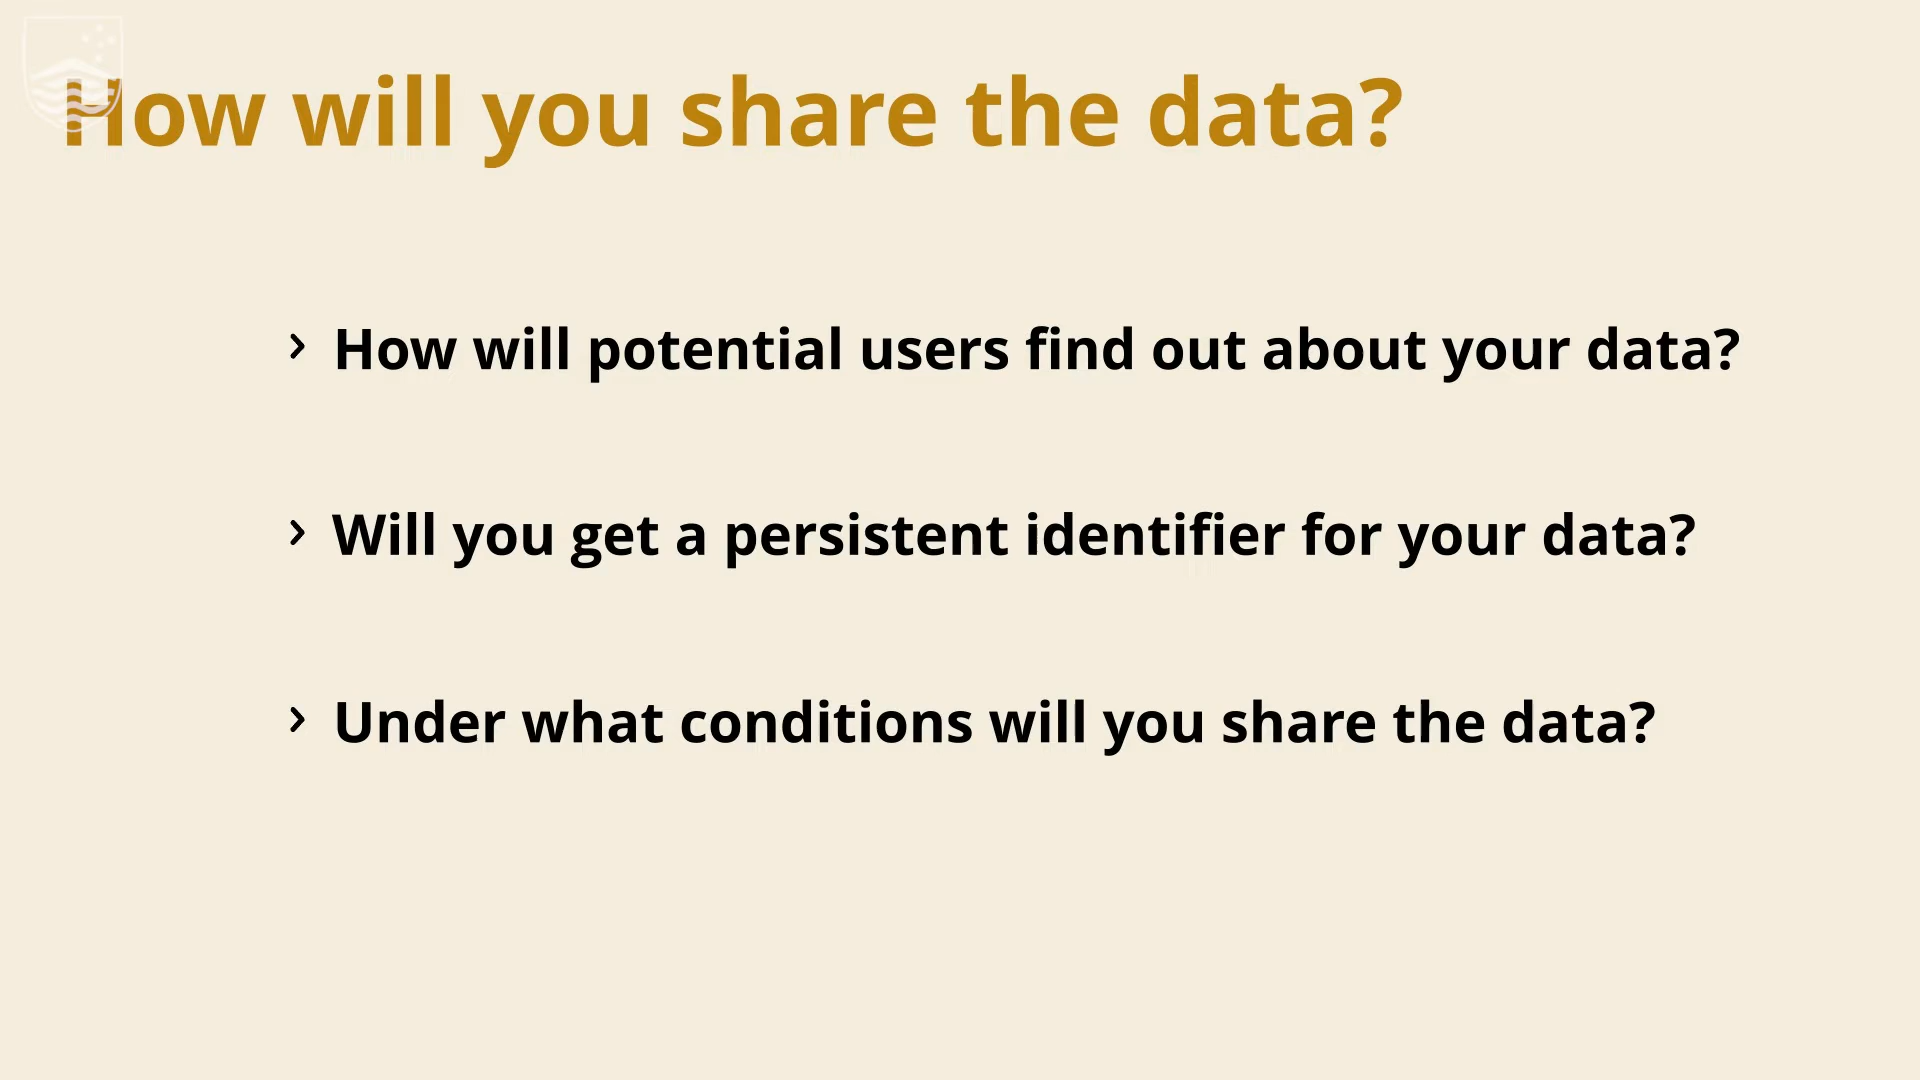 How will you share the data?
› How will potential users find out about your data?
› Will you get a persistent identifier for your data?
› Under what conditions will you share the data?